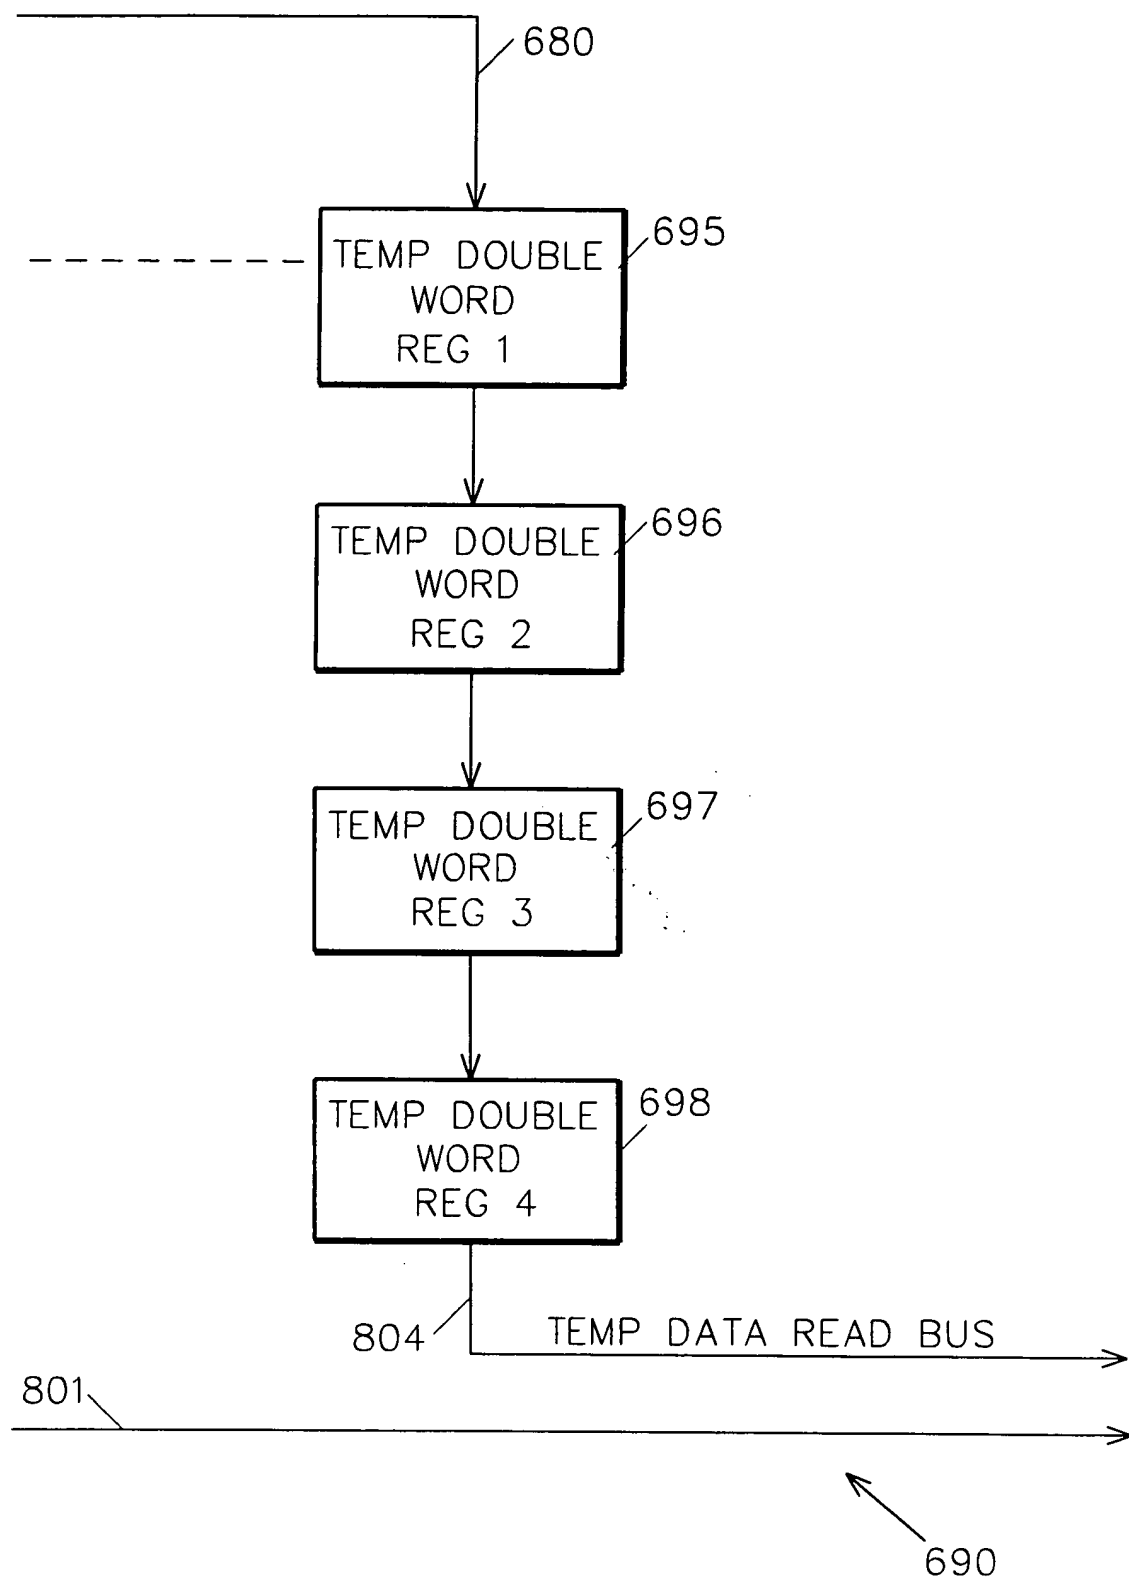 680
695
TEMP DOUBLE
WORD
REG 1
696
TEMP DOUBLE
WORD
REG 2
697
TEMP DOUBLE
WORD
REG 3
698
TEMP DOUBLE
WORD
REG 4
804
TEMP DATA READ BUS
801
690